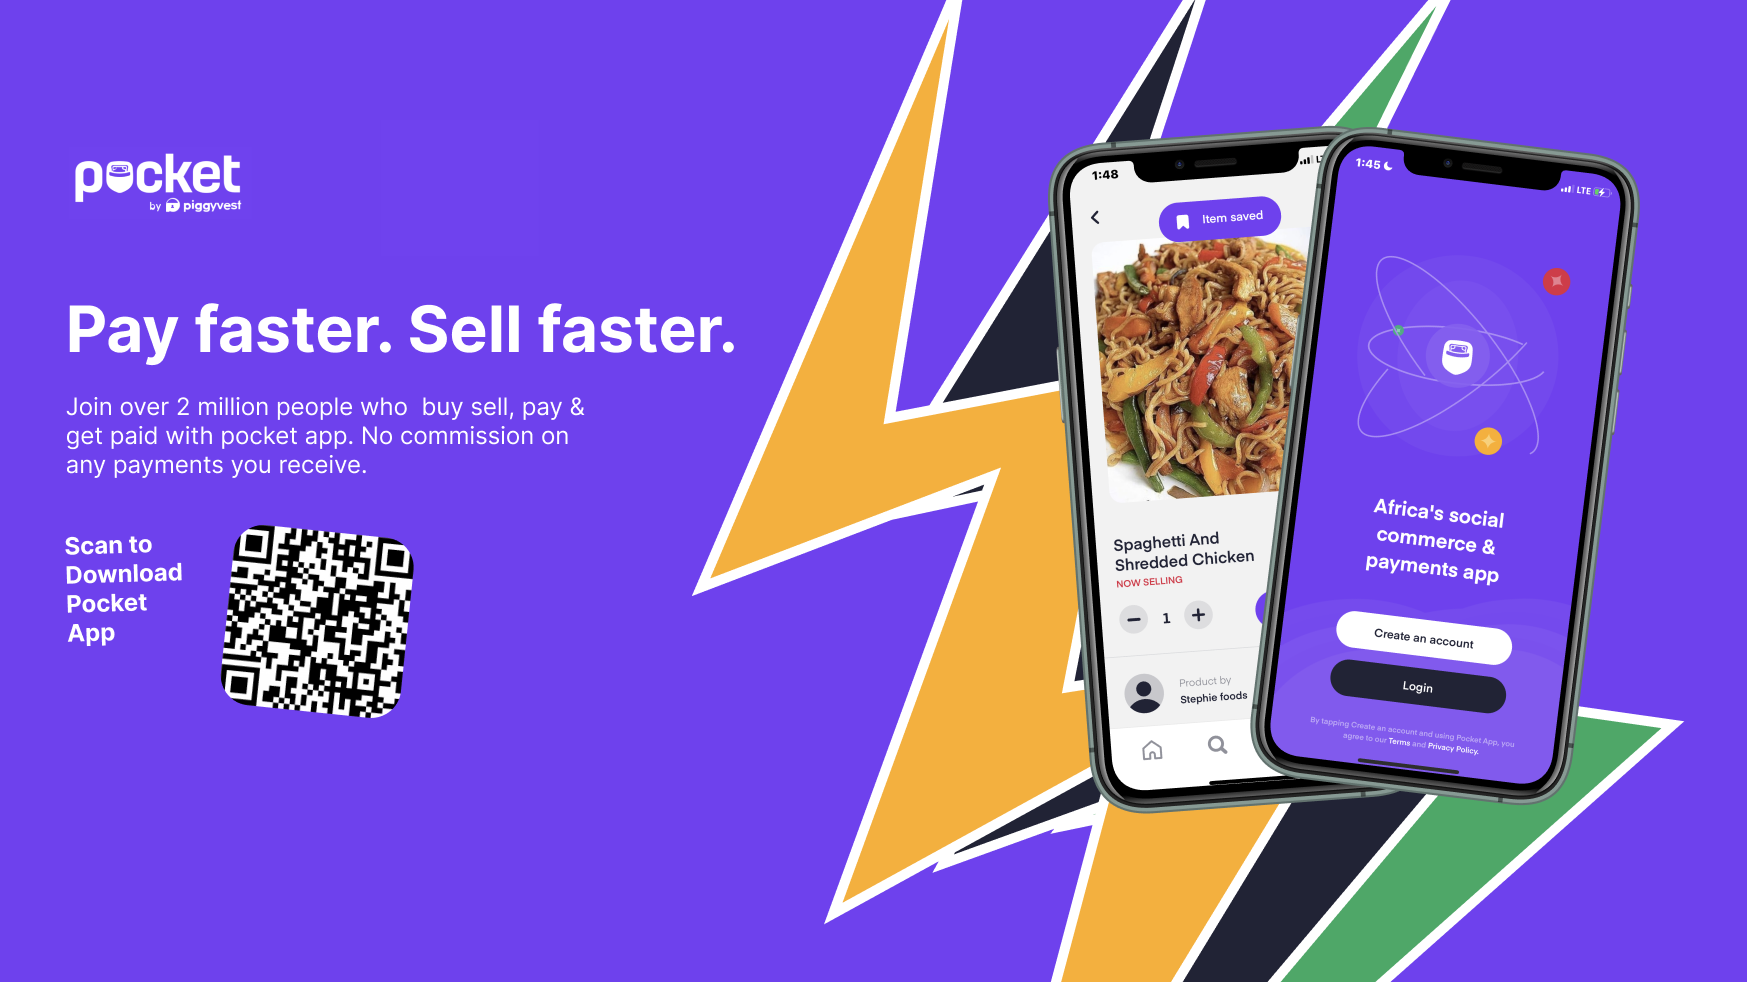 pocket
by piggyvest
Pay faster. Sell faster.
Join over 2 million people who  buy sell, pay &
get paid with pocket app. No commission on
any payments you receive.
Scan to
Download
Pocket
App
1:48
Item saved
Spaghetti And
Shredded Chicken
NOW SELLING
1
Product by
Stephie foods
1:45
LTE
Africa's social
commerce &
payments app
Create an account
Login
By tapping Create an account and using Pocket App, you
agree to our Terms and Privacy Policy.